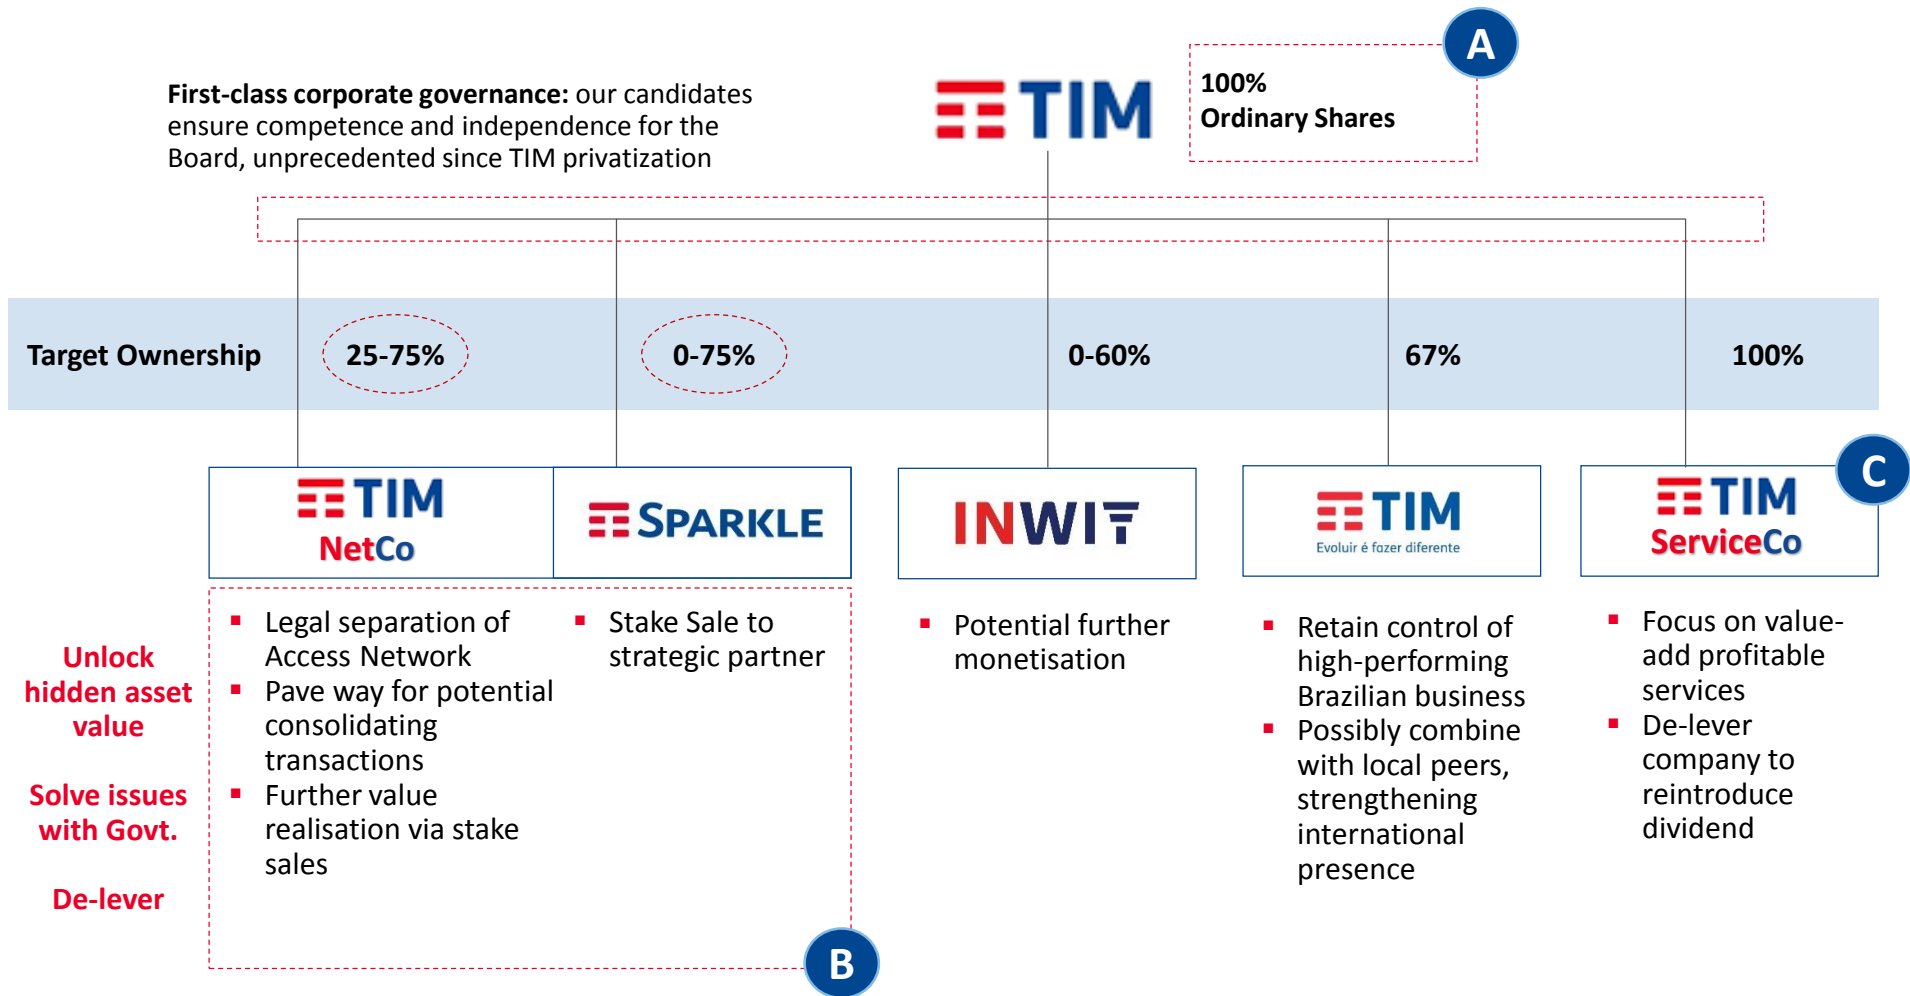 A
TIM
100%
Ordinary Shares
First-class corporate governance: our candidates
ensure competence and independence for the
Board, unprecedented since TIM privatization
Target Ownership
25-75%
0-75%
0-60%
67%
100%
C
TIM
NetCo
SPARKLE
INWIT
TIM
Evoluir é fazer diferente
TIM
ServiceCo
Unlock
hidden asset
value
Solve issues
with Govt.
De-lever
▪ Legal separation of
Access Network
▪ Pave way for potential
consolidating
transactions
▪ Further value
realisation via stake
sales
▪ Stake Sale to
strategic partner
▪ Potential further
monetisation
▪ Retain control of
high-performing
Brazilian business
▪ Possibly combine
with local peers,
strengthening
international
presence
▪ Focus on value-
add profitable
services
▪ De-lever
company to
reintroduce
dividend
B